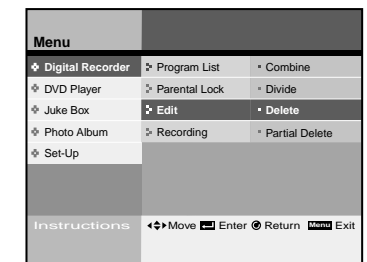 Menu
Digital Recorder Program List Combine
DVD Player Parental Lock Divide
Juke Box Edit Delete
Photo Album Recording Partial Delete
Set-Up
Instructions Move Enter Return Menu Exit